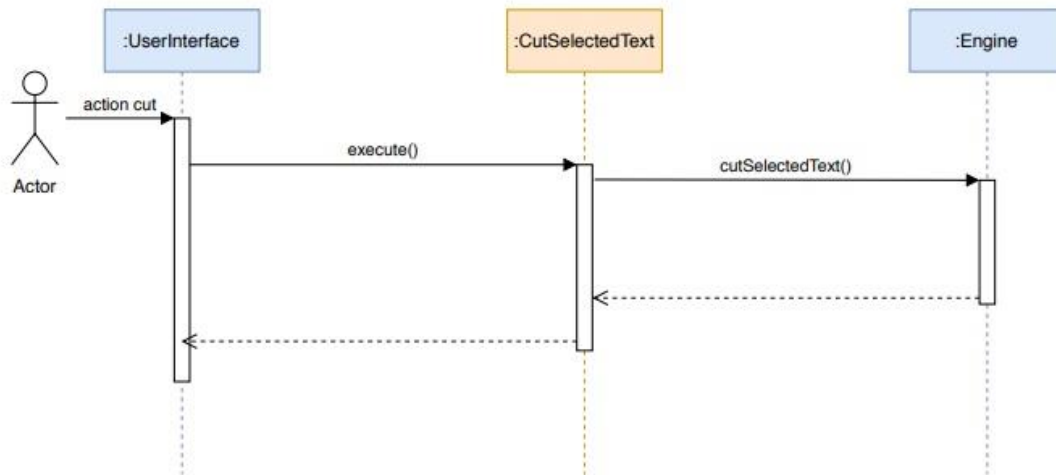 :UserInterface
:CutSelectedText
:Engine
action cut
execute()
cutSelectedText()
Actor